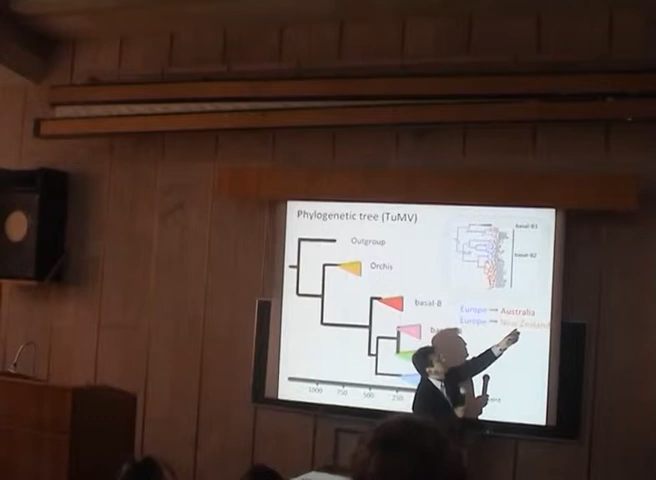 Phylogenetic tree (TuMV)
Outgroup
Orchis
basal-B
basal-B1
basal-B2
Europe → Australia
Europe → New Zealand
1000 750 500 250